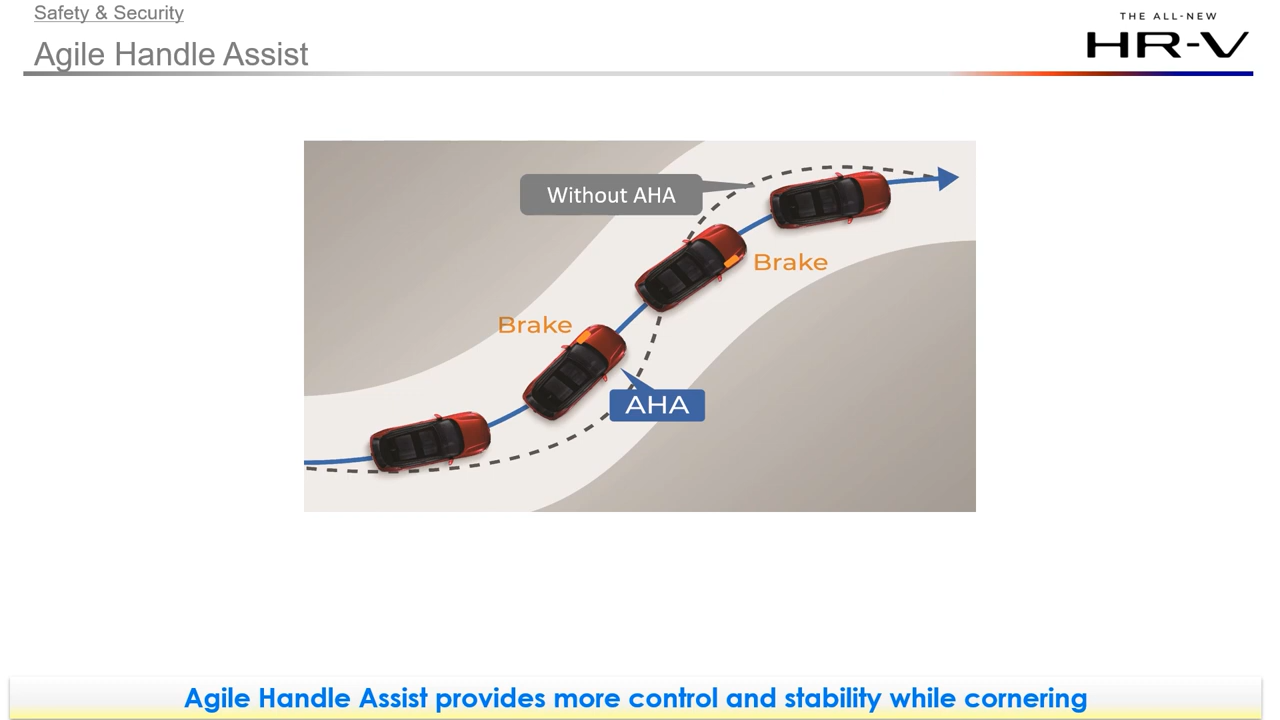 Safety & Security
THE ALL-NEW
HR-V
Agile Handle Assist
Without AHA
Brake
Brake
AHA
Agile Handle Assist provides more control and stability while cornering